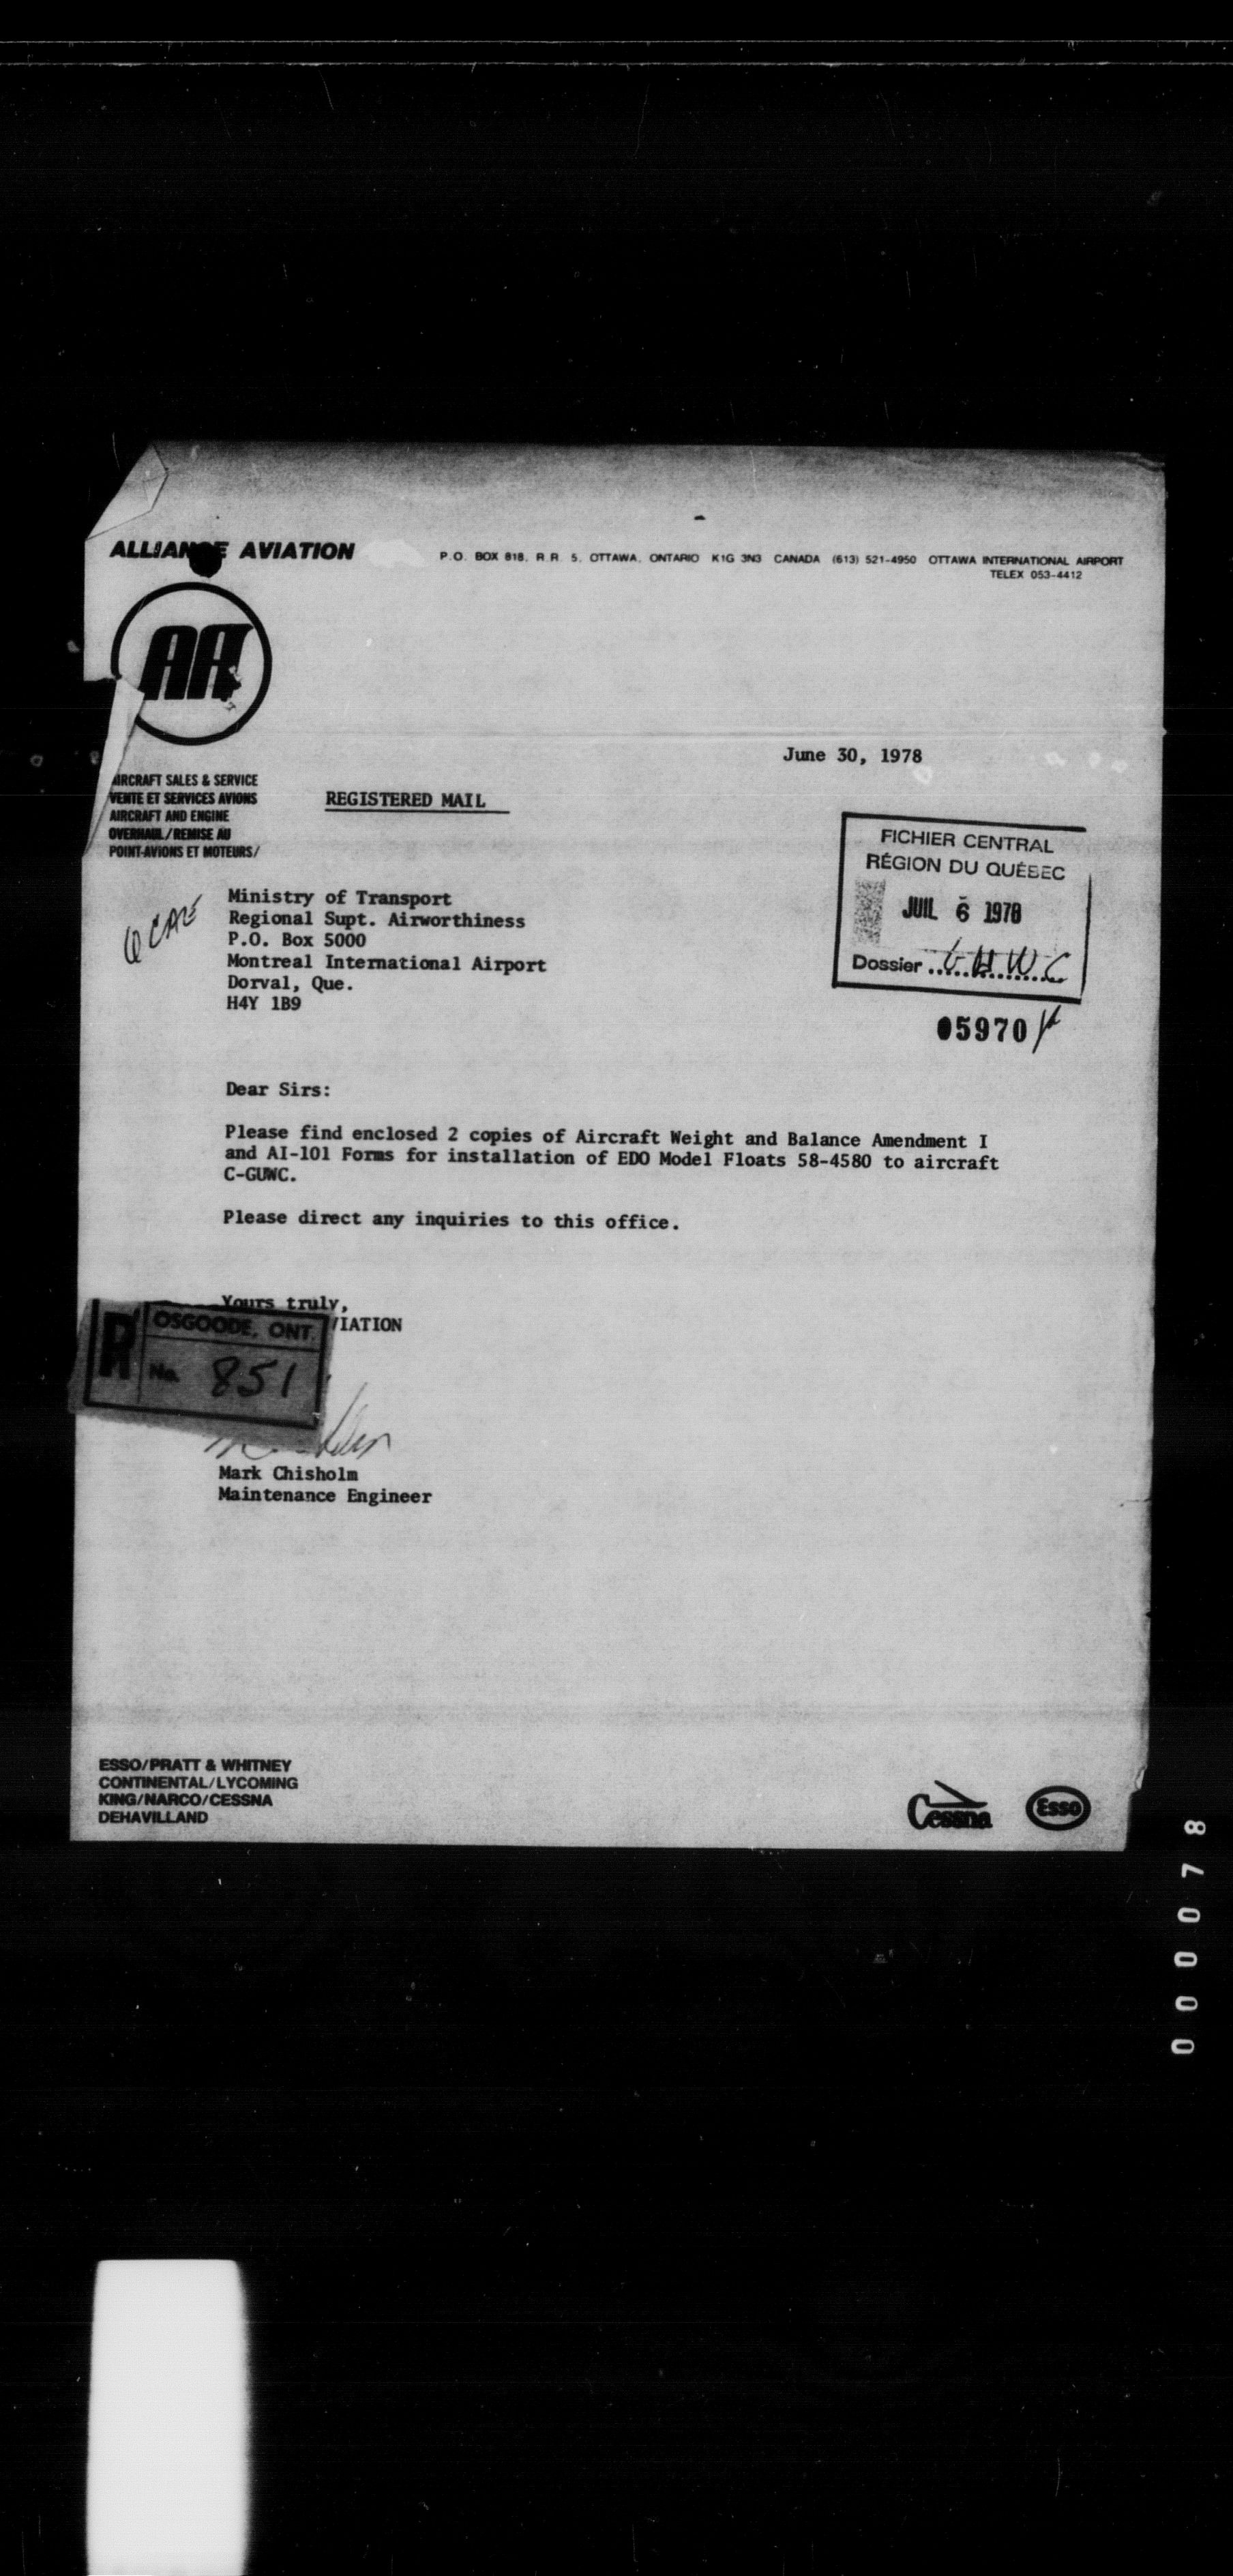 ALLIANCE AVIATION
P.O. BOX 818, R.R. 5, OTTAWA, ONTARIO K1G 3N3 CANADA (613) 521-4950 OTTAWA INTERNATIONAL AIRPORT
TELEX 053-4412
AA
June 30, 1978
AIRCRAFT SALES & SERVICE
VENTE ET SERVICES AVIONS
AIRCRAFT AND ENGINE
OVERHAUL/REMISE AU
POINT-AVIONS ET MOTEURS/
REGISTERED MAIL
FICHIER CENTRAL
RÉGION DU QUÉBEC
JUIL 6 1978
Dossier
05970
Ministry of Transport
Regional Supt. Airworthiness
P.O. Box 5000
Montreal International Airport
Dorval, Que.
H4Y 1B9
Dear Sirs:
Please find enclosed 2 copies of Aircraft Weight and Balance Amendment I
and AI-101 Forms for installation of EDO Model Floats 58-4580 to aircraft
C-GUWC.
Please direct any inquiries to this office.
Yours truly,
VIATION
R
OSGOODE, ONT.
No. 851
Mark Chisholm
Maintenance Engineer
ESSO/PRATT & WHITNEY
CONTINENTAL/LYCOMING
KING/NARCO/CESSNA
DEHAVILLAND
Cessna
Esso
000078